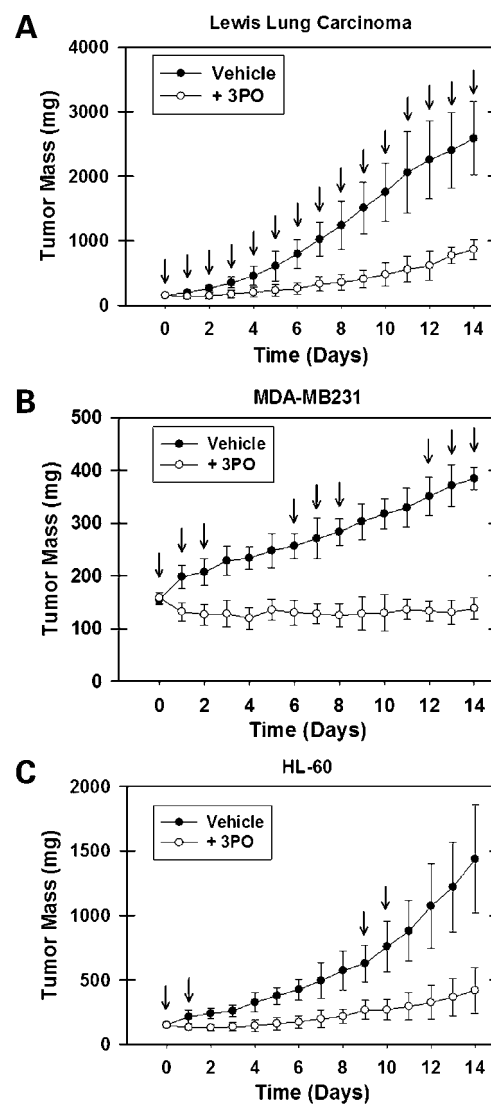 A
Lewis Lung Carcinoma
4000
3000
2000
1000
0
Tumor Mass (mg)
Vehicle
+ 3PO
0 2 4 6 8 10 12 14
Time (Days)
B
MDA-MB231
500
400
300
200
100
0
Tumor Mass (mg)
Vehicle
+ 3PO
0 2 4 6 8 10 12 14
Time (Days)
C
HL-60
2000
1500
1000
500
0
Tumor Mass (mg)
Vehicle
+ 3PO
0 2 4 6 8 10 12 14
Time (Days)